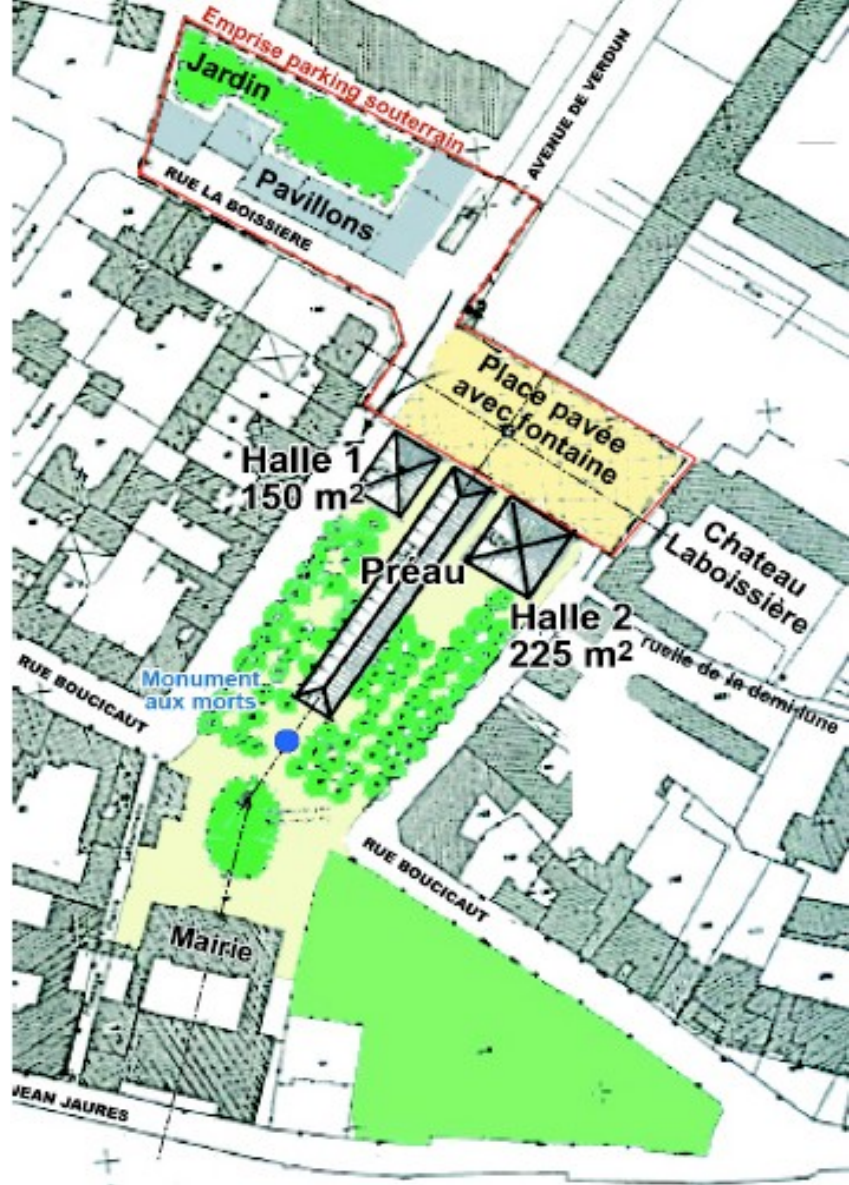 Emprise parking souterrain
Jardin
AVENUE DE VERDUN
Pavillons
RUE LA BOISSIERE
Place pavée
avec fontaine
Halle 1
150 m²
Préau
Chateau
Laboissière
Halle 2
225 m²
ruelle de la demi-lune
RUE BOUCICAUT
Monument
aux morts
RUE BOUCICAUT
Mairie
JEAN JAURES